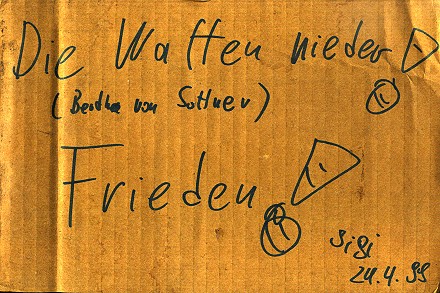 Die Waffen nieder!
(Bertha von Suttner)
Frieden!
Sigi
24.4.99